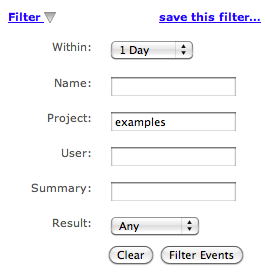 Filter save this filter...
Within: 1 Day
Name:
Project: examples
User:
Summary:
Result: Any
Clear Filter Events